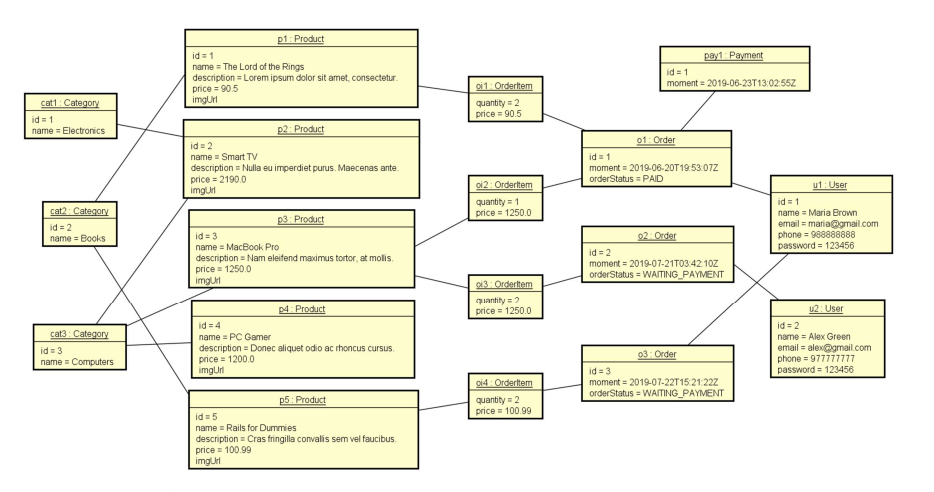 p1 : Product
id = 1
name = The Lord of the Rings
description = Lorem ipsum dolor sit amet, consectetur.
price = 90.5
imgUrl
pay1 : Payment
id = 1
moment = 2019-06-23T13:02:55Z
oi1 : OrderItem
quantity = 2
price = 90.5
cat1 : Category
id = 1
name = Electronics
p2 : Product
id = 2
name = Smart TV
description = Nulla eu imperdiet purus. Maecenas ante.
price = 2190.0
imgUrl
o1 : Order
id = 1
moment = 2019-06-20T19:53:07Z
orderStatus = PAID
oi2 : OrderItem
quantity = 1
price = 1250.0
u1 : User
id = 1
name = Maria Brown
email = maria@gmail.com
phone = 988888888
password = 123456
cat2 : Category
id = 2
name = Books
p3 : Product
id = 3
name = MacBook Pro
description = Nam eleifend maximus tortor, at mollis.
price = 1250.0
imgUrl
o2 : Order
id = 2
moment = 2019-07-21T03:42:10Z
orderStatus = WAITING_PAYMENT
oi3 : OrderItem
quantity = 2
price = 1250.0
p4 : Product
id = 4
name = PC Gamer
description = Donec aliquet odio ac rhoncus cursus.
price = 1200.0
imgUrl
u2 : User
id = 2
name = Alex Green
email = alex@gmail.com
phone = 977777777
password = 123456
cat3 : Category
id = 3
name = Computers
o3 : Order
id = 3
moment = 2019-07-22T15:21:22Z
orderStatus = WAITING_PAYMENT
oi4 : OrderItem
quantity = 2
price = 100.99
p5 : Product
id = 5
name = Rails for Dummies
description = Cras fringilla convallis sem vel faucibus.
price = 100.99
imgUrl